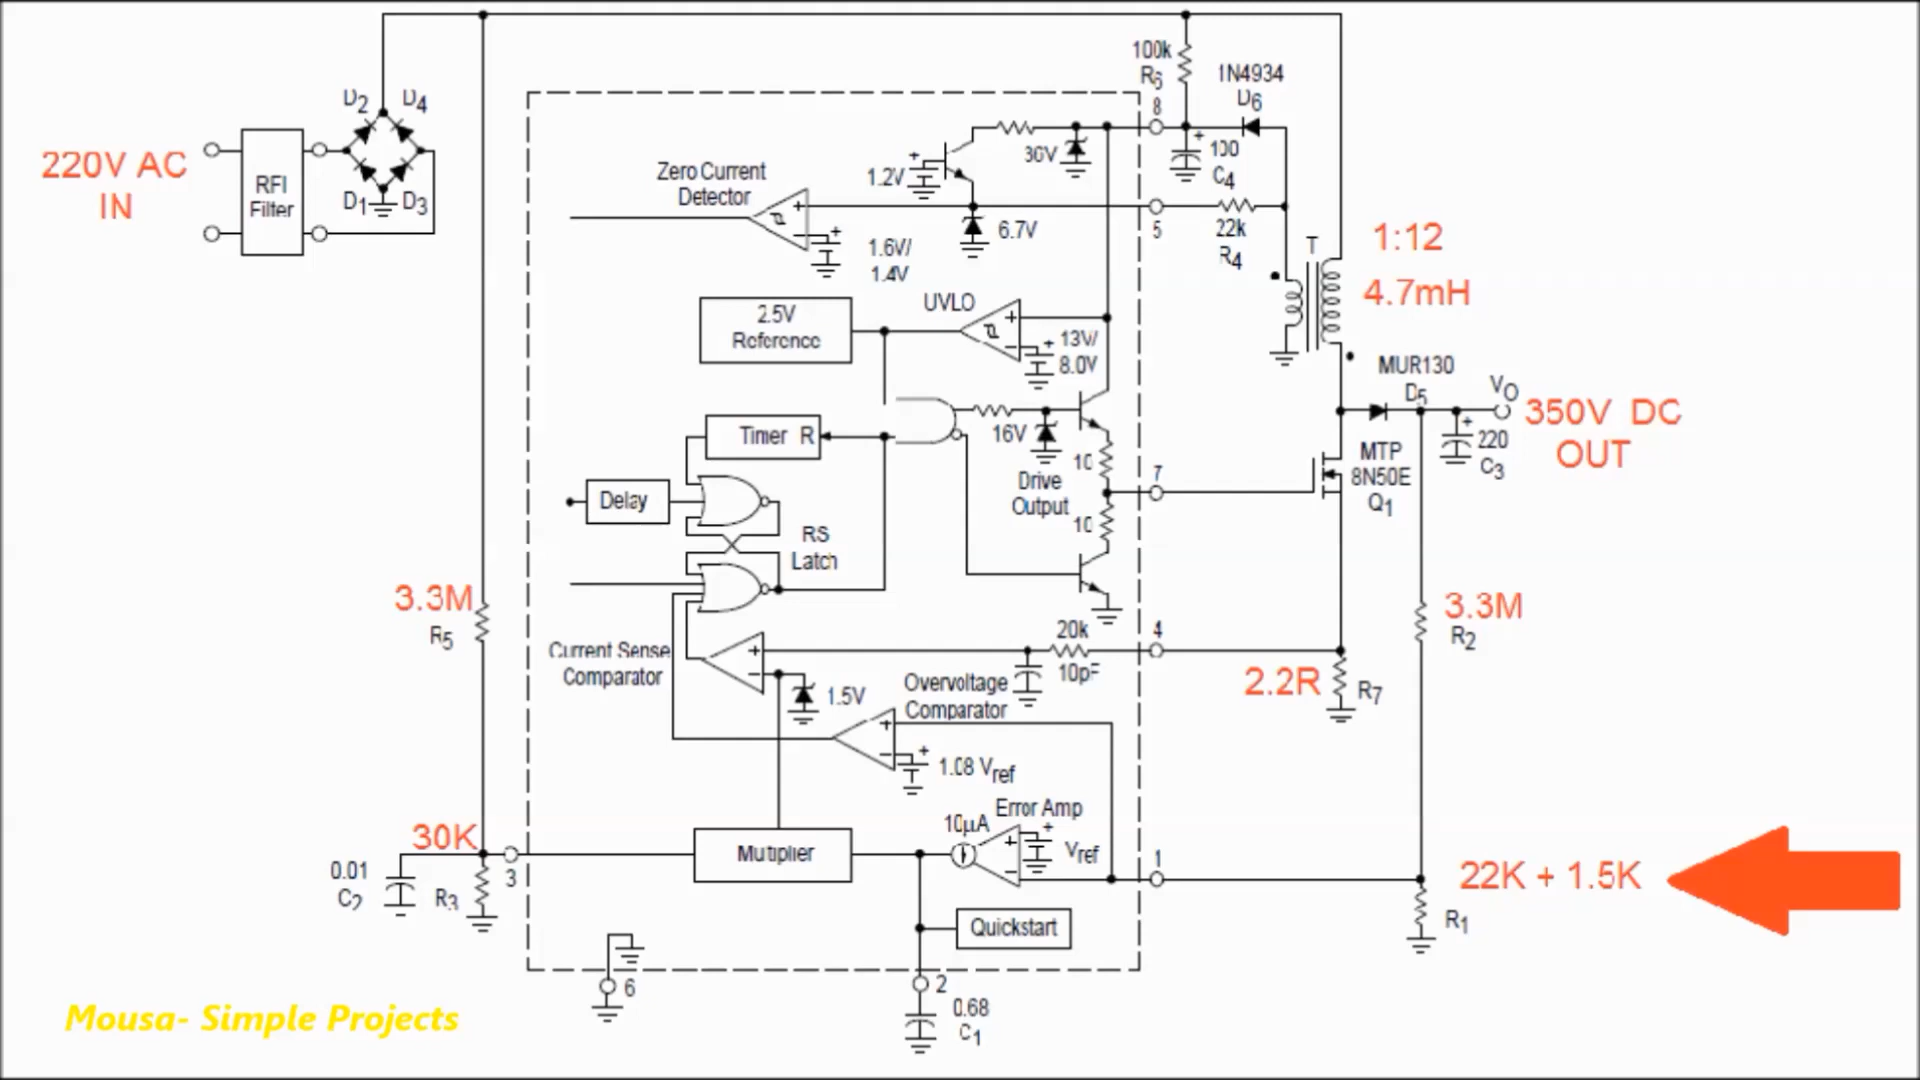 100k
R6
1N4934
D6
8
D2
D4
220V AC
IN
RFI
Filter
D1
D3
Zero Current
Detector
1.2V
36V
100
C4
6.7V
5
22k
R4
T
1:12
4.7mH
1.6V/
1.4V
2.5V
Reference
UVLO
13V/
8.0V
MUR130
D5
VO
350V DC
OUT
220
C3
MTP
8N50E
Q1
Timer R
16V
10
Drive
Output
10
7
Delay
RS
Latch
3.3M
R5
3.3M
R2
Current Sense
Comparator
20k
4
10pF
1.5V
Overvoltage
Comparator
2.2R
R7
1.08 Vref
Error Amp
10µA
Vref
1
30K
3
0.01
C2
R3
Multiplier
22K + 1.5K
R1
Quickstart
6
2
0.68
C1
Mousa- Simple Projects